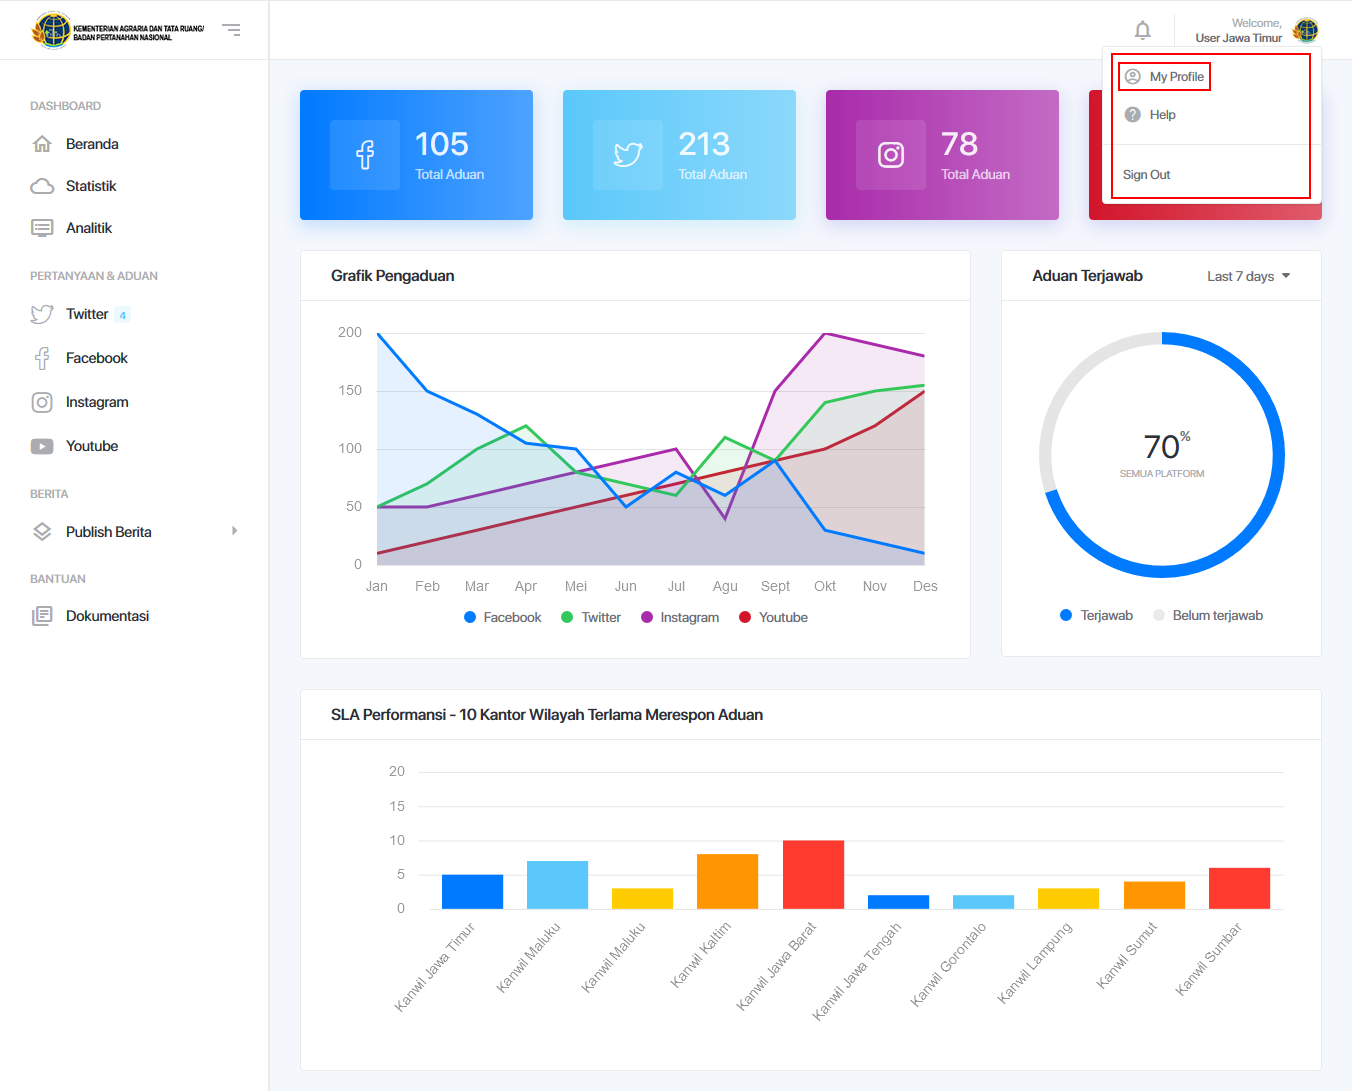 KEMENTERIAN AGRARIA DAN TATA RUANG/
BADAN PERTANAHAN NASIONAL
Welcome,
User Jawa Timur
My Profile
Help
Sign Out
DASHBOARD
Beranda
Statistik
Analitik
PERTANYAAN & ADUAN
Twitter 4
Facebook
Instagram
Youtube
BERITA
Publish Berita
BANTUAN
Dokumentasi
105
Total Aduan
213
Total Aduan
78
Total Aduan
Grafik Pengaduan
200
150
100
50
0
Jan Feb Mar Apr Mei Jun Jul Agu Sept Okt Nov Des
Facebook Twitter Instagram Youtube
Aduan Terjawab Last 7 days
70%
SEMUA PLATFORM
Terjawab Belum terjawab
SLA Performansi - 10 Kantor Wilayah Terlama Merespon Aduan
20
15
10
5
0
Kanwil Jawa Timur
Kanwil Maluku
Kanwil Maluku
Kanwil Kaltim
Kanwil Jawa Barat
Kanwil Jawa Tengah
Kanwil Gorontalo
Kanwil Lampung
Kanwil Sumut
Kanwil Sumbar